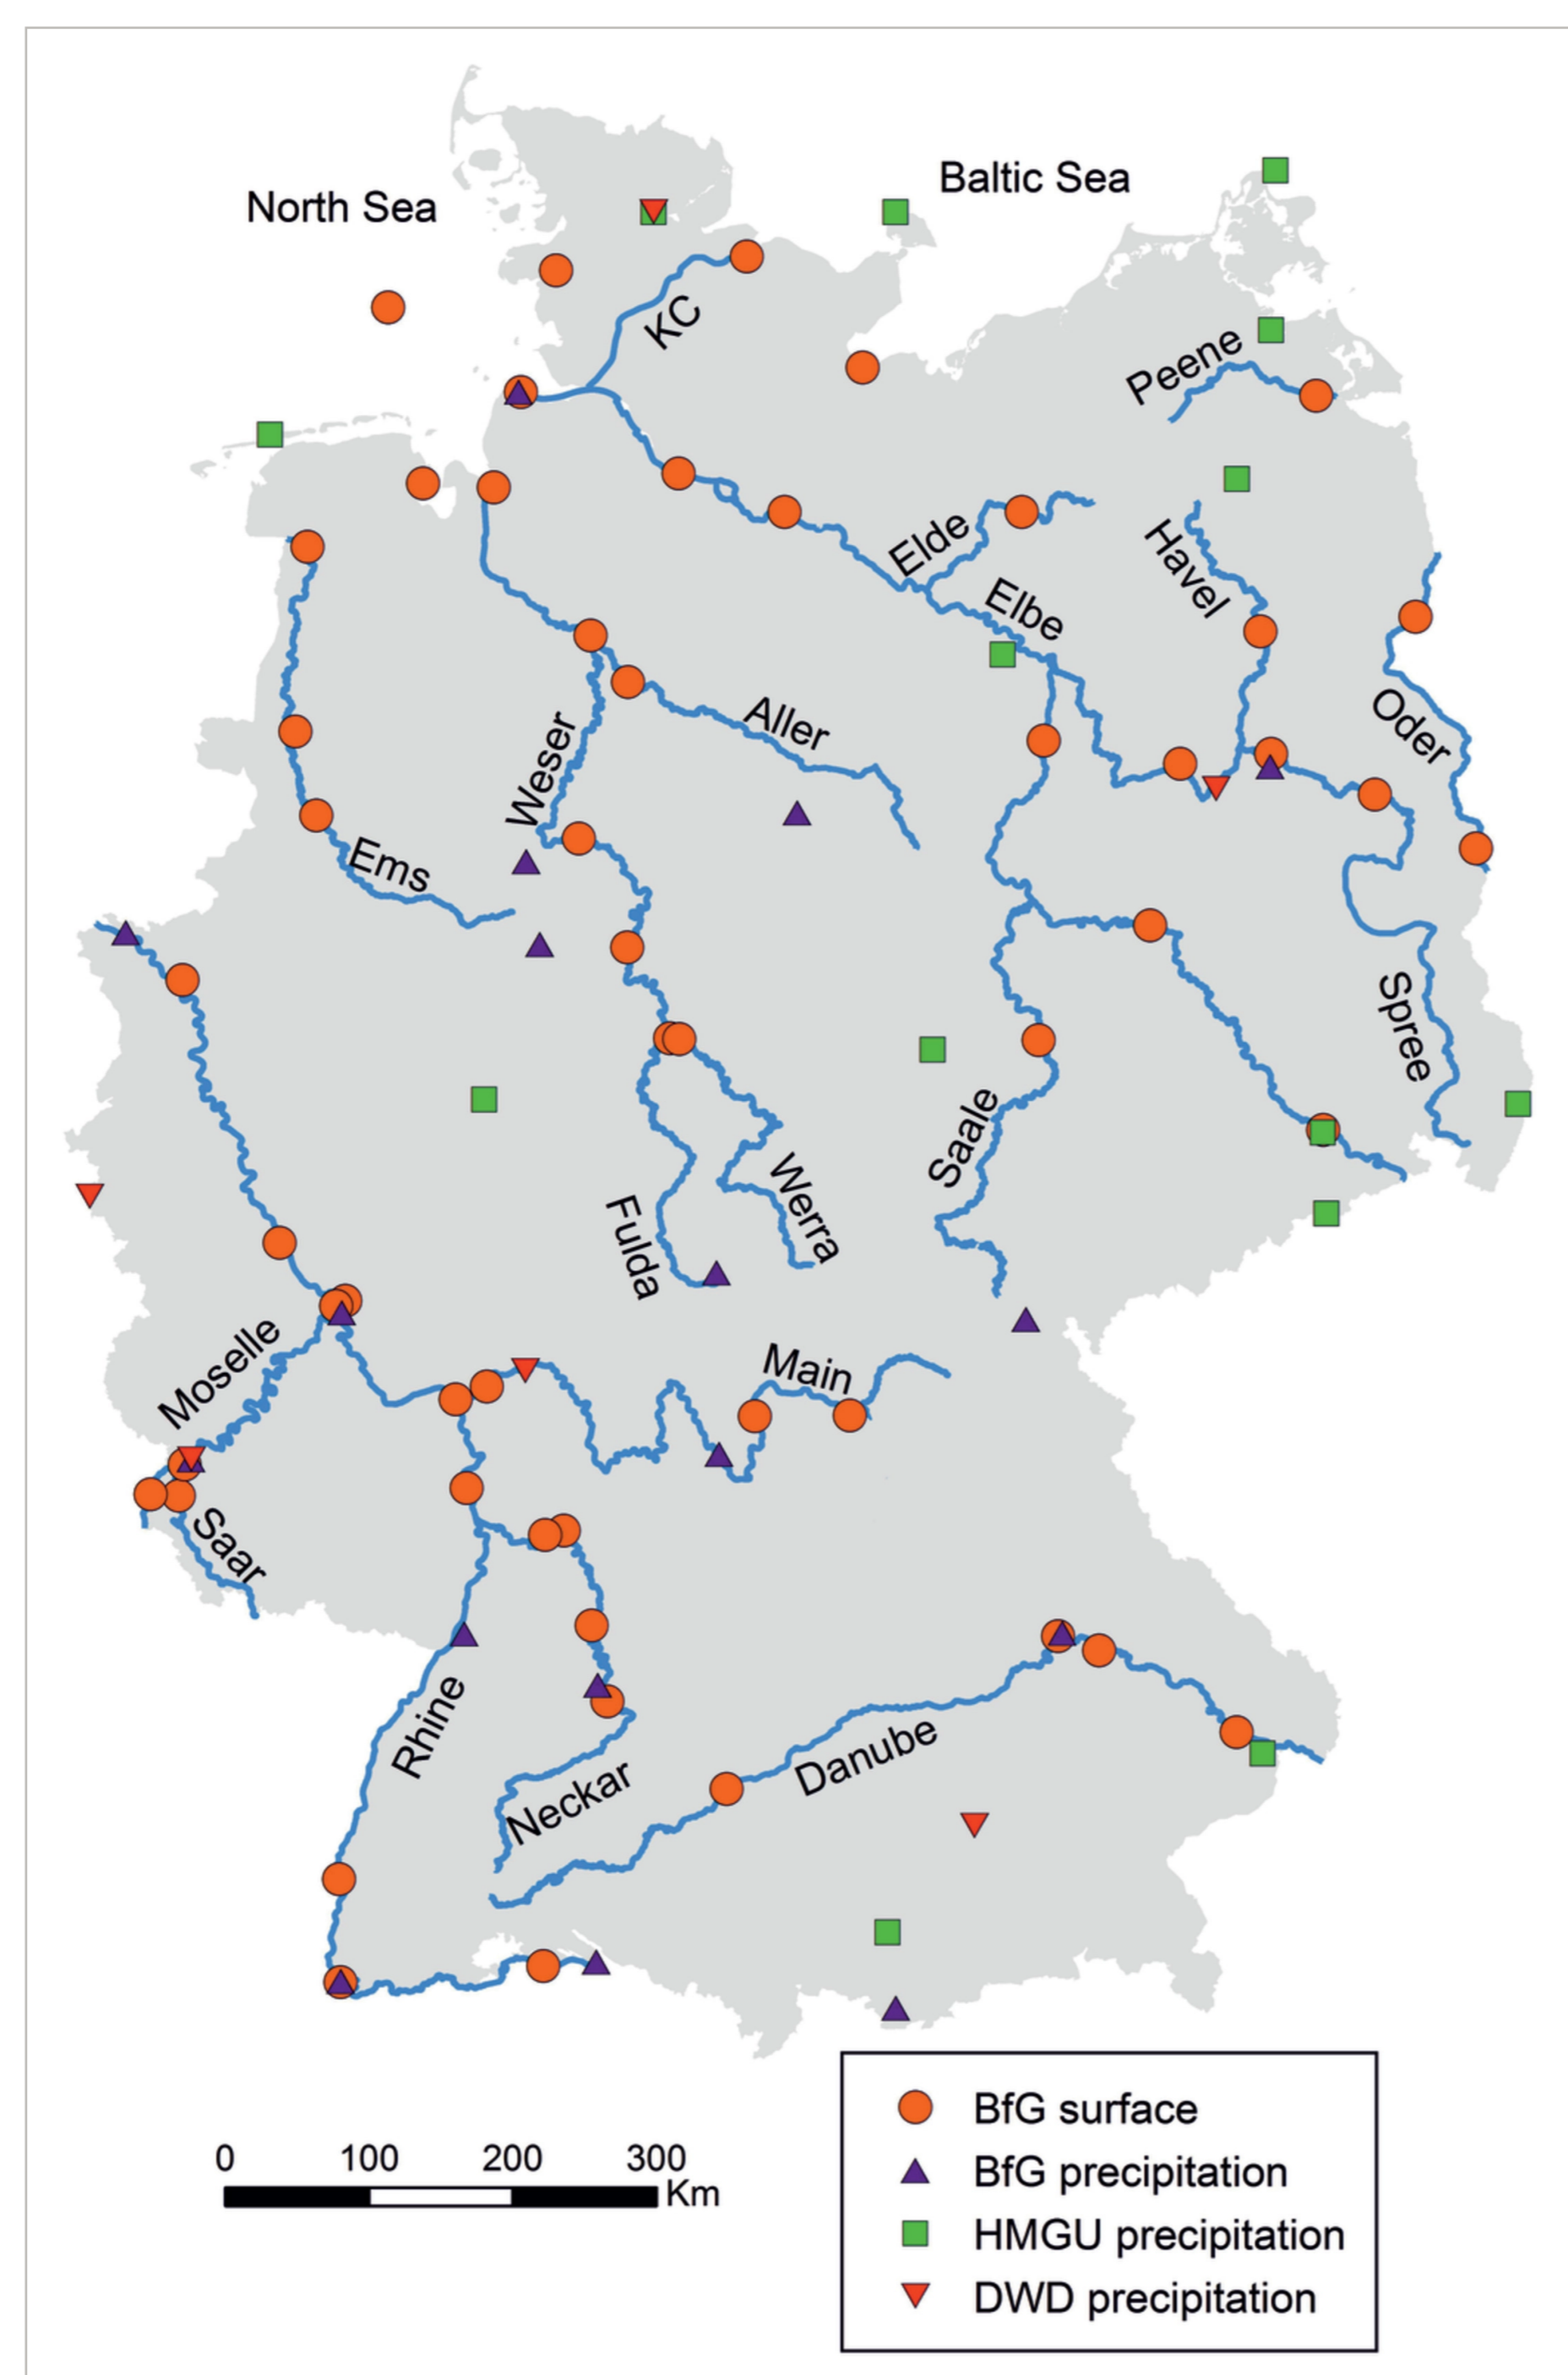 Baltic Sea
North Sea
KC
Peene
Elde
Havel
Elbe
Oder
Aller
Weser
Ems
Spree
Saale
Werra
Fulda
Moselle
Main
Saar
Rhine
Danube
Neckar
BfG surface
BfG precipitation
HMGU precipitation
DWD precipitation
0 100 200 300
Km